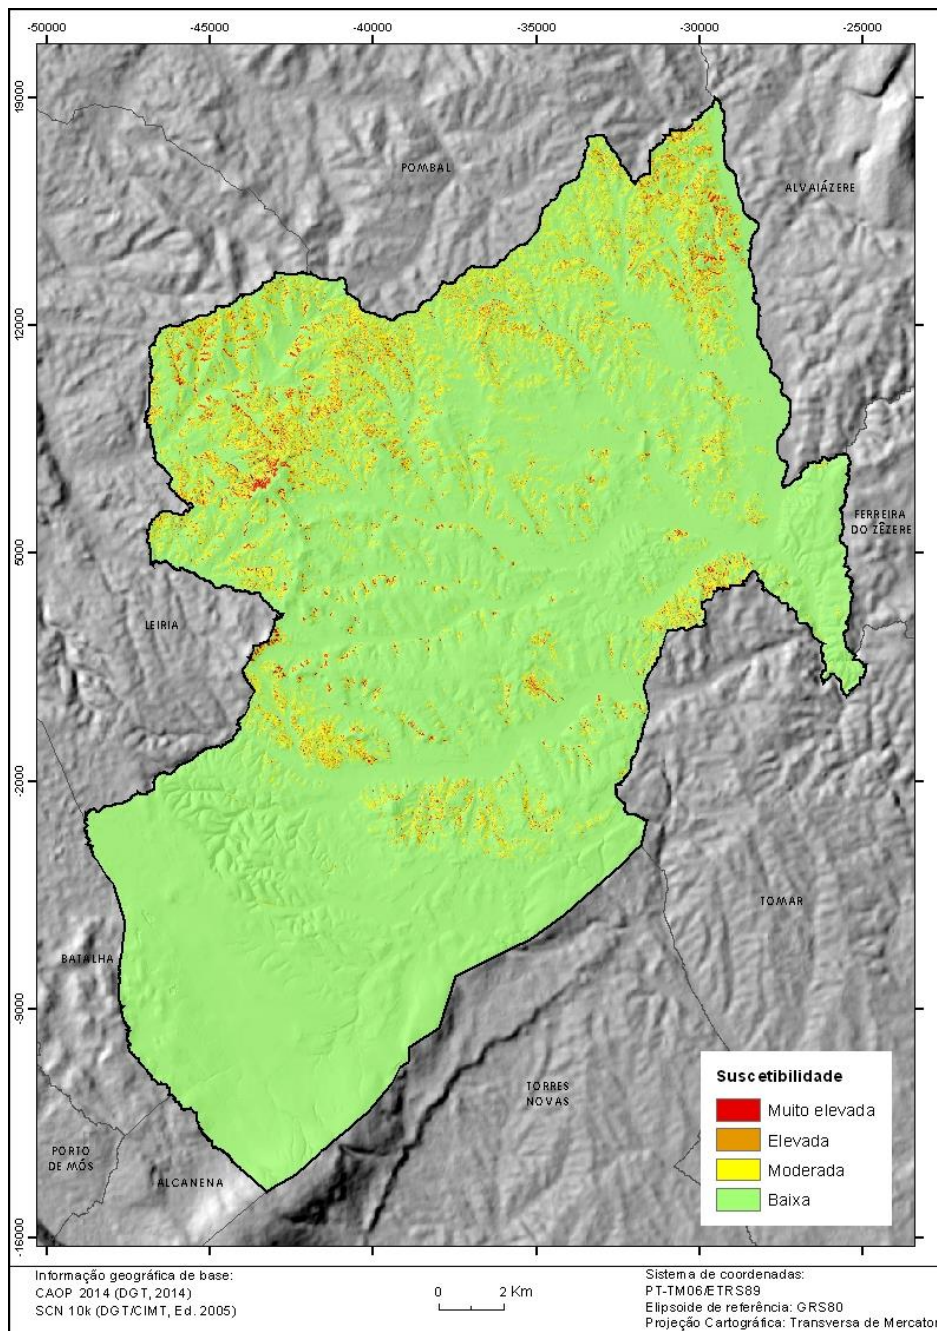 -50000
-45000
-40000
-35000
-30000
-25000
19000
12000
5000
-2000
-9000
-16000
POMBAL
ALVAIÁZERE
FERREIRA
DO ZÊZERE
LEIRIA
TOMAR
BATALHA
TORRES
NOVAS
PORTO
DE MÓS
ALCANENA
Suscetibilidade
Muito elevada
Elevada
Moderada
Baixa
Informação geográfica de base:
CAOP 2014 (DGT, 2014)
SCN 10k (DGT/CIMT, Ed. 2005)
0 2 Km
Sistema de coordenadas:
PT-TM06/ETRS89
Elipsoide de referência: GRS80
Projeção Cartográfica: Transversa de Mercator